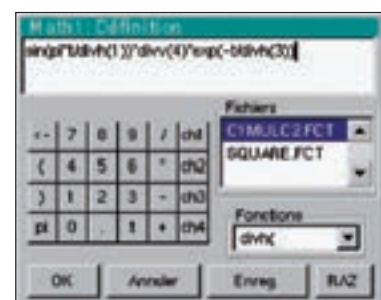 Math1: Définition
sin(pi*t/divh(1))*divv(4)*exp(-t/divh(3))
Fichiers
<- 7 8 9 / ch1
C1MULC2.FCT
( 4 5 6 * ch2
SQUARE.FCT
) 1 2 3 - ch3
Fonctions
pi 0 . t + ch4
divh(
OK Annuler Enreg. RAZ